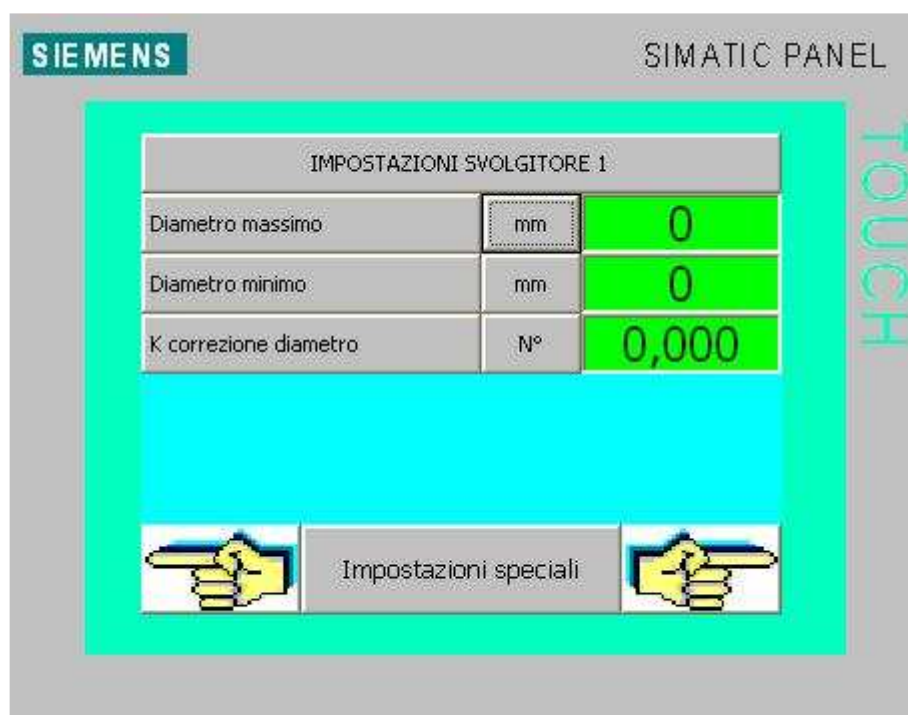 SIEMENS
SIMATIC PANEL
TOUCH
IMPOSTAZIONI SVOLGITORE 1
Diametro massimo mm 0
Diametro minimo mm 0
K correzione diametro N° 0,000
Impostazioni speciali